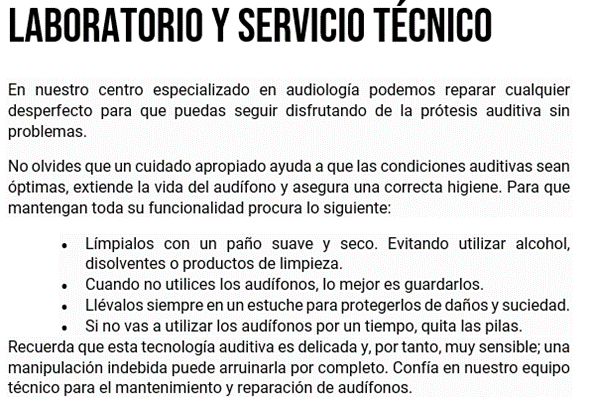 LABORATORIO Y SERVICIO TÉCNICO
En nuestro centro especializado en audiología podemos reparar cualquier
desperfecto para que puedas seguir disfrutando de la prótesis auditiva sin
problemas.
No olvides que un cuidado apropiado ayuda a que las condiciones auditivas sean
óptimas, extiende la vida del audífono y asegura una correcta higiene. Para que
mantengan toda su funcionalidad procura lo siguiente:
• Límpialos con un paño suave y seco. Evitando utilizar alcohol,
disolventes o productos de limpieza.
• Cuando no utilices los audífonos, lo mejor es guardarlos.
• Llévalos siempre en un estuche para protegerlos de daños y suciedad.
• Si no vas a utilizar los audífonos por un tiempo, quita las pilas.
Recuerda que esta tecnología auditiva es delicada y, por tanto, muy sensible; una
manipulación indebida puede arruinarla por completo. Confía en nuestro equipo
técnico para el mantenimiento y reparación de audífonos.